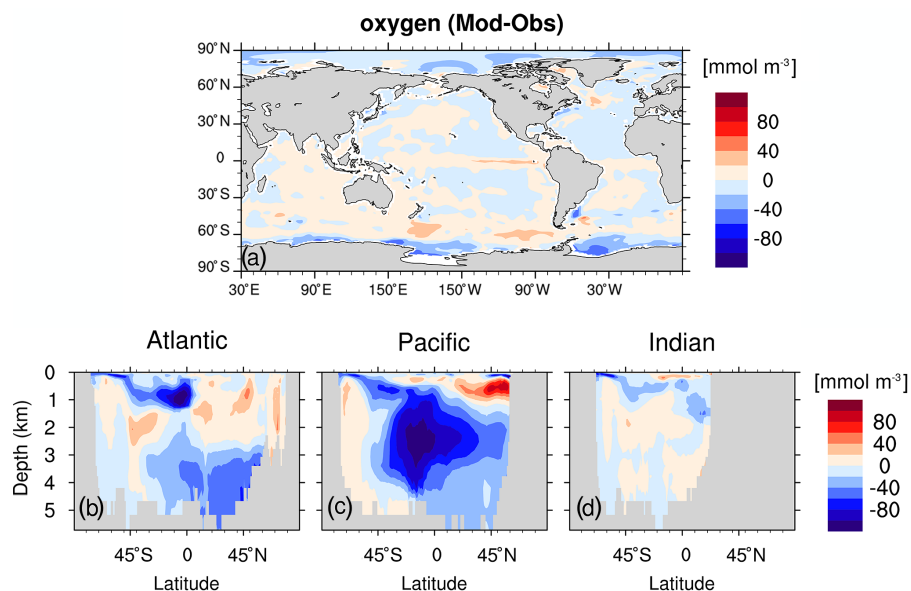 oxygen (Mod-Obs)
90°N
60°N
30°N
0
30°S
60°S
90°S
(a)
30°E 90°E 150°E 150°W 90°W 30°W
[mmol m⁻³]
80
40
0
-40
-80
Atlantic Pacific Indian
0
1
2
3
4
5
Depth (km)
(b) (c) (d)
45°S 0 45°N 45°S 0 45°N 45°S 0 45°N
Latitude Latitude Latitude
[mmol m⁻³]
80
40
0
-40
-80